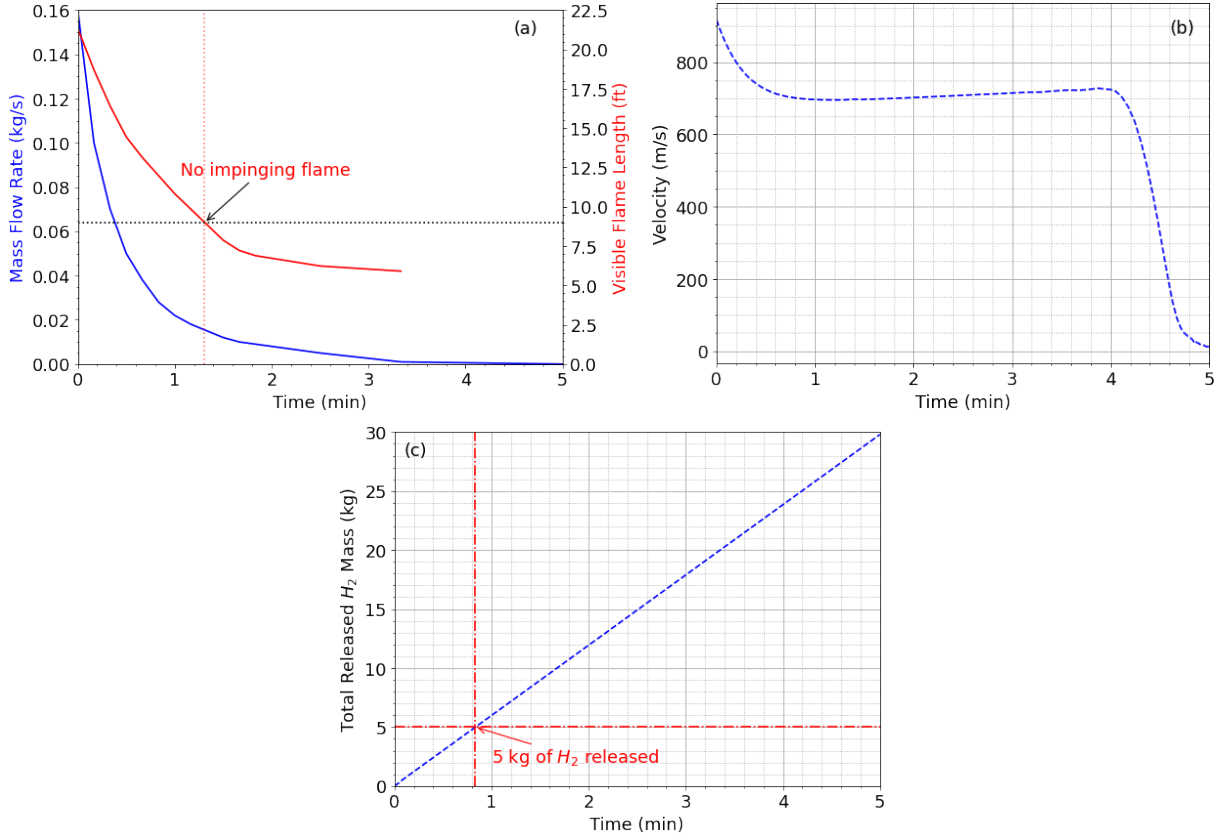 (a)
Mass Flow Rate (kg/s)
0.16
0.14
0.12
0.10
0.08
0.06
0.04
0.02
0.00
No impinging flame
22.5
20.0
17.5
15.0
12.5
10.0
7.5
5.0
2.5
0.0
Visible Flame Length (ft)
0 1 2 3 4 5
Time (min)
(b)
Velocity (m/s)
800
600
400
200
0
0 1 2 3 4 5
Time (min)
(c)
Total Released H₂ Mass (kg)
30
25
20
15
10
5
0
5 kg of H₂ released
0 1 2 3 4 5
Time (min)